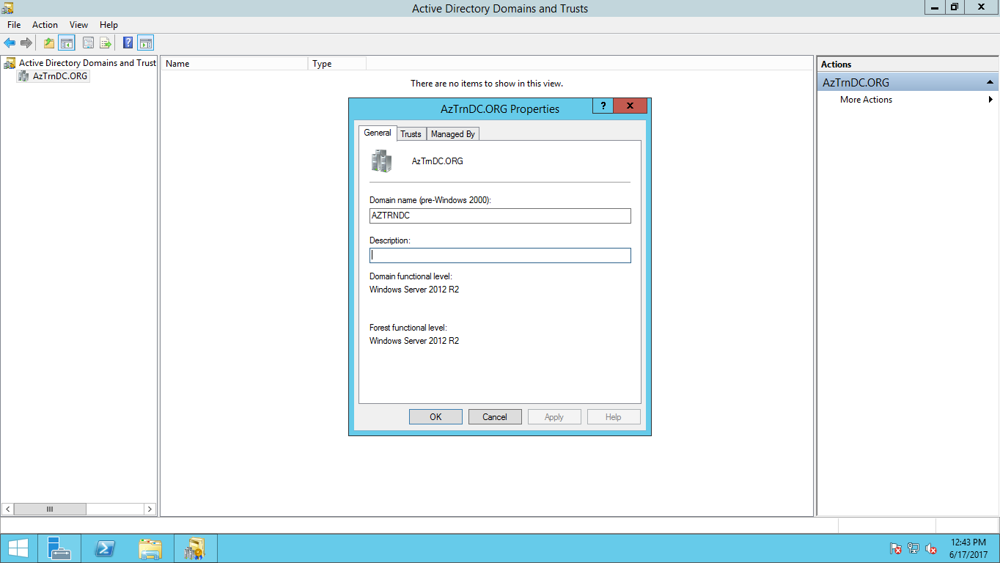 Active Directory Domains and Trusts
File Action View Help
Active Directory Domains and Trust
AzTrnDC.ORG
Name Type
There are no items to show in this view.
Actions
AzTrnDC.ORG
More Actions
AzTrnDC.ORG Properties
? x
General Trusts Managed By
AzTrnDC.ORG
Domain name (pre-Windows 2000):
AZTRNDC
Description:
Domain functional level:
Windows Server 2012 R2
Forest functional level:
Windows Server 2012 R2
OK Cancel Apply Help
12:43 PM
6/17/2017